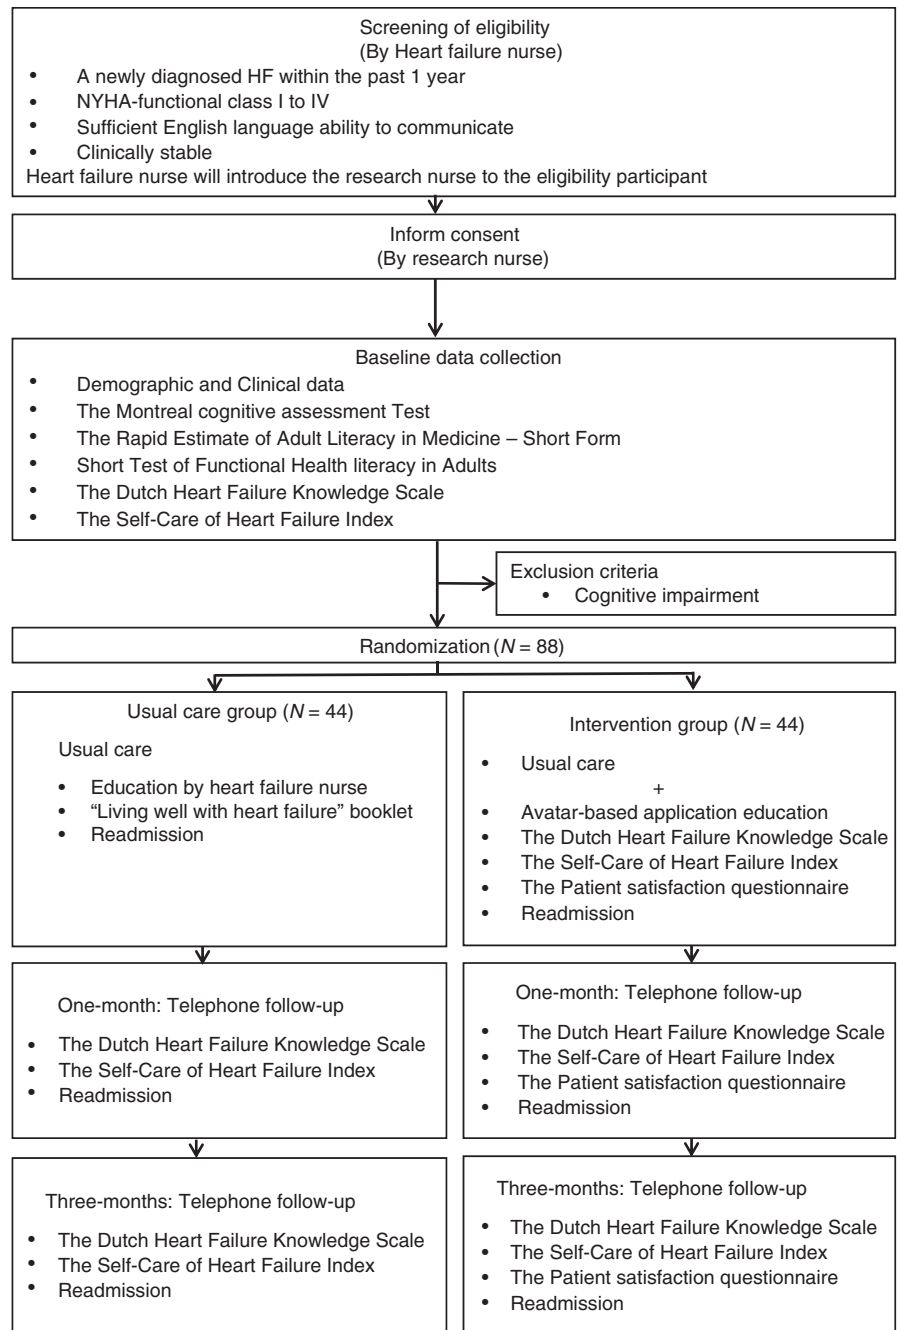 Screening of eligibility
(By Heart failure nurse)
• A newly diagnosed HF within the past 1 year
• NYHA-functional class I to IV
• Sufficient English language ability to communicate
• Clinically stable
Heart failure nurse will introduce the research nurse to the eligibility participant
Inform consent
(By research nurse)
Baseline data collection
• Demographic and Clinical data
• The Montreal cognitive assessment Test
• The Rapid Estimate of Adult Literacy in Medicine – Short Form
• Short Test of Functional Health literacy in Adults
• The Dutch Heart Failure Knowledge Scale
• The Self-Care of Heart Failure Index
Exclusion criteria
• Cognitive impairment
Randomization (N = 88)
Usual care group (N = 44)
Usual care
• Education by heart failure nurse
• “Living well with heart failure” booklet
• Readmission
Intervention group (N = 44)
• Usual care
+
• Avatar-based application education
• The Dutch Heart Failure Knowledge Scale
• The Self-Care of Heart Failure Index
• The Patient satisfaction questionnaire
• Readmission
One-month: Telephone follow-up
• The Dutch Heart Failure Knowledge Scale
• The Self-Care of Heart Failure Index
• Readmission
One-month: Telephone follow-up
• The Dutch Heart Failure Knowledge Scale
• The Self-Care of Heart Failure Index
• The Patient satisfaction questionnaire
• Readmission
Three-months: Telephone follow-up
• The Dutch Heart Failure Knowledge Scale
• The Self-Care of Heart Failure Index
• Readmission
Three-months: Telephone follow-up
• The Dutch Heart Failure Knowledge Scale
• The Self-Care of Heart Failure Index
• The Patient satisfaction questionnaire
• Readmission